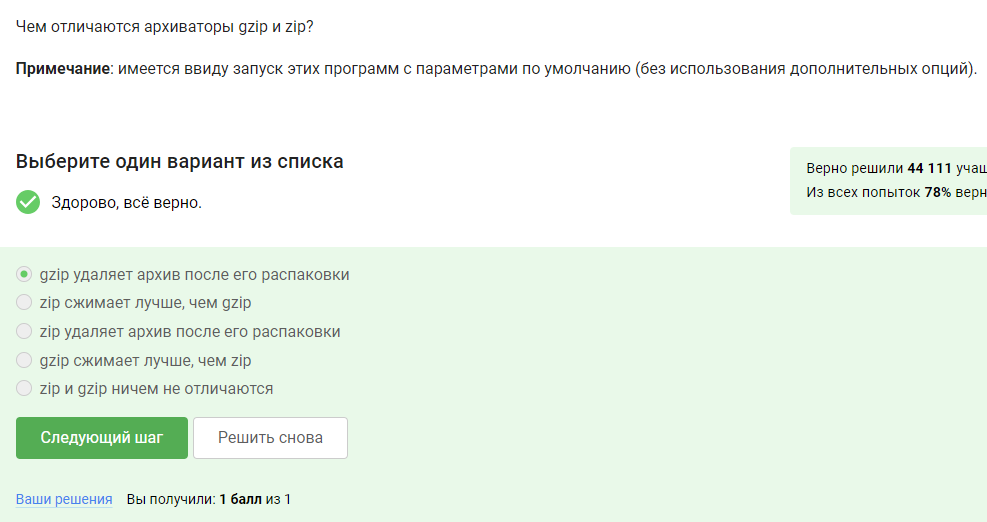 Чем отличаются архиваторы gzip и zip?
Примечание: имеется ввиду запуск этих программ с параметрами по умолчанию (без использования дополнительных опций).
Выберите один вариант из списка
Здорово, всё верно.
Верно решили 44 111 учащ
Из всех попыток 78% верн
gzip удаляет архив после его распаковки
zip сжимает лучше, чем gzip
zip удаляет архив после его распаковки
gzip сжимает лучше, чем zip
zip и gzip ничем не отличаются
Следующий шаг Решить снова
Ваши решения Вы получили: 1 балл из 1